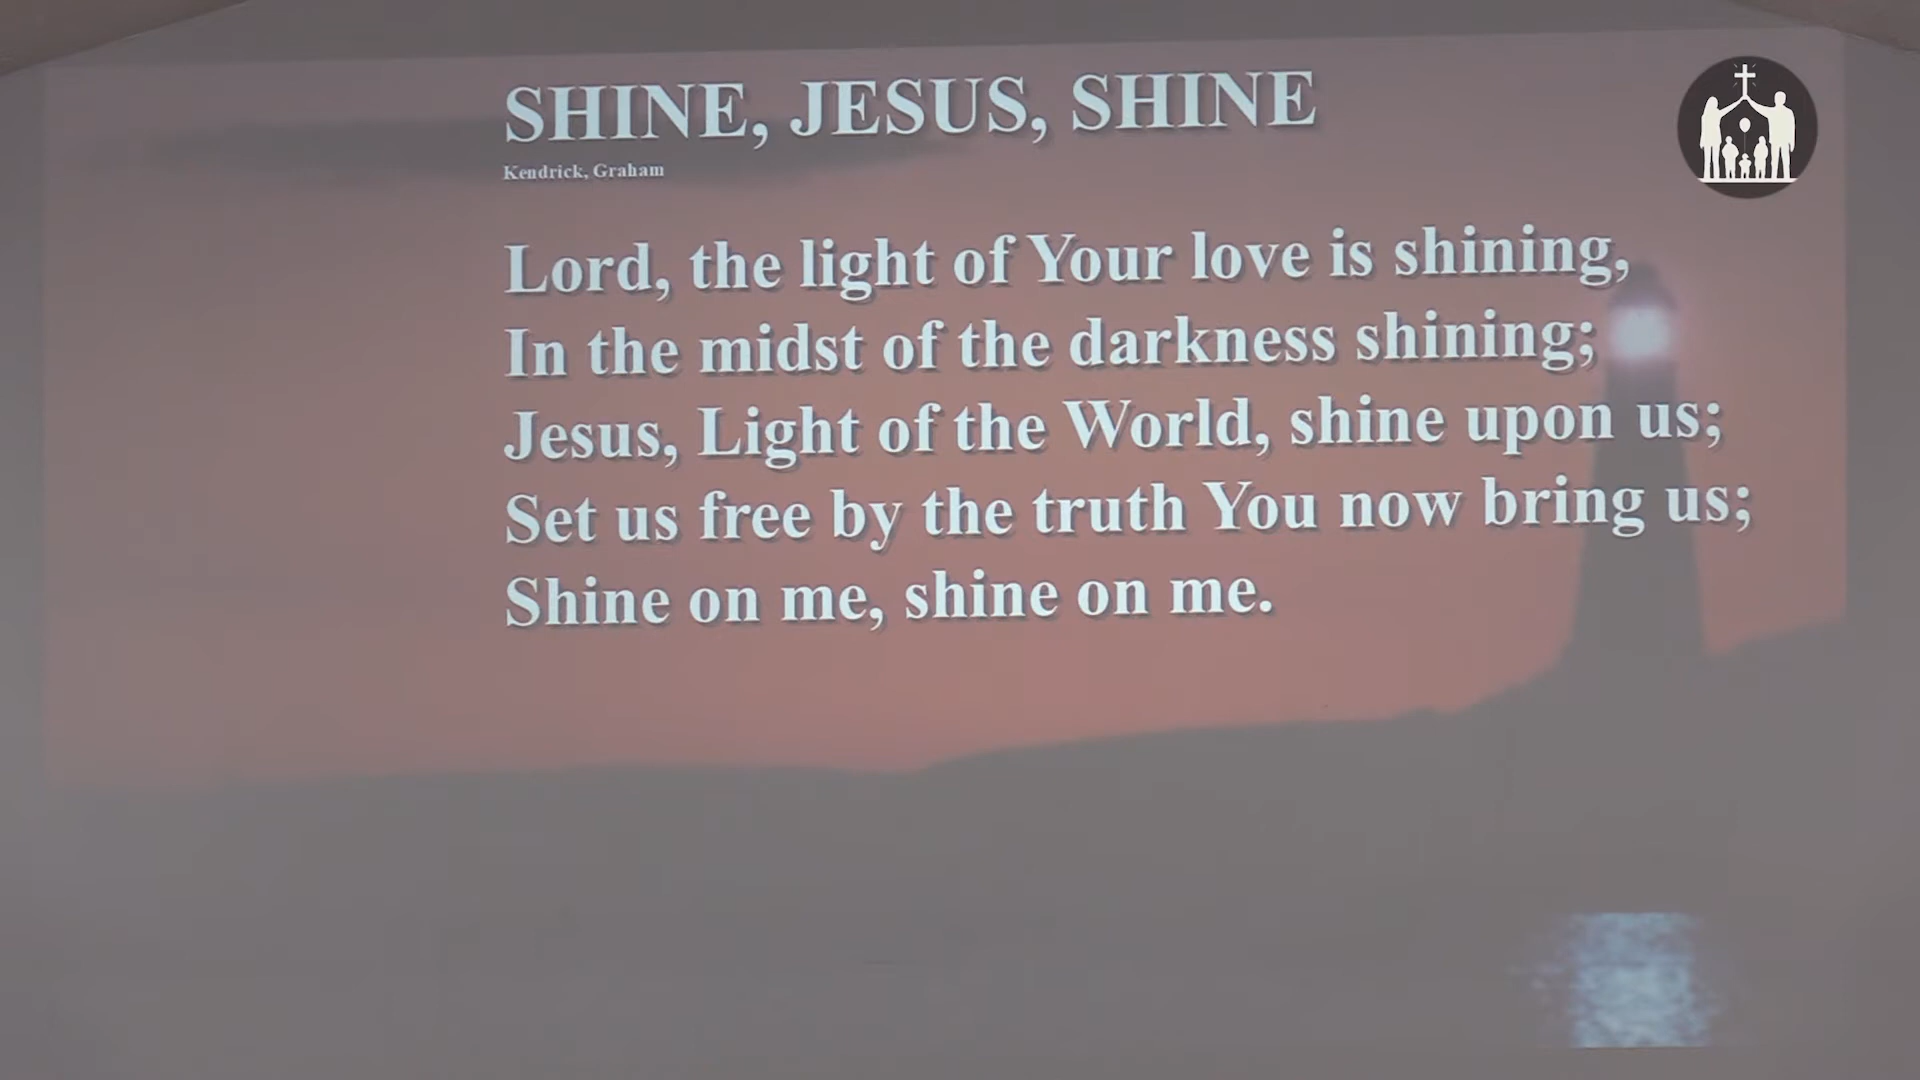 SHINE, JESUS, SHINE
Kendrick, Graham
Lord, the light of Your love is shining,
In the midst of the darkness shining;
Jesus, Light of the World, shine upon us;
Set us free by the truth You now bring us;
Shine on me, shine on me.